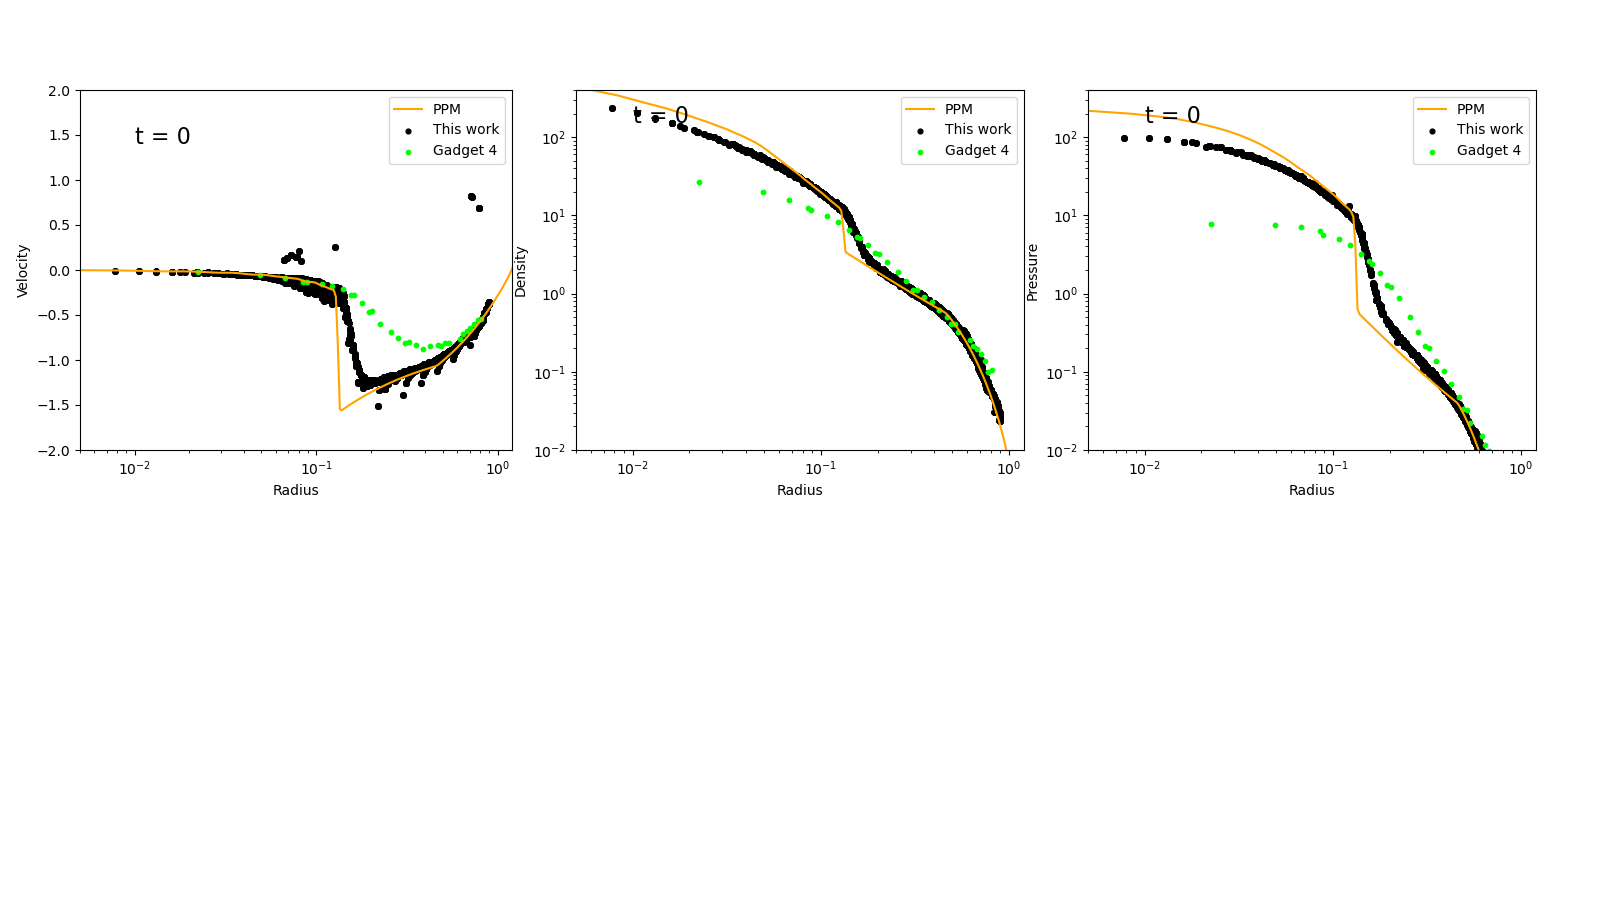 2.0
1.5
1.0
0.5
0.0
−0.5
−1.0
−1.5
−2.0
Velocity
t = 0
PPM
This work
Gadget 4
10⁻²
10⁻¹
10⁰
Radius
10²
10¹
10⁰
10⁻¹
10⁻²
Density
t = 0
PPM
This work
Gadget 4
10⁻²
10⁻¹
10⁰
Radius
10²
10¹
10⁰
10⁻¹
10⁻²
Pressure
t = 0
PPM
This work
Gadget 4
10⁻²
10⁻¹
10⁰
Radius